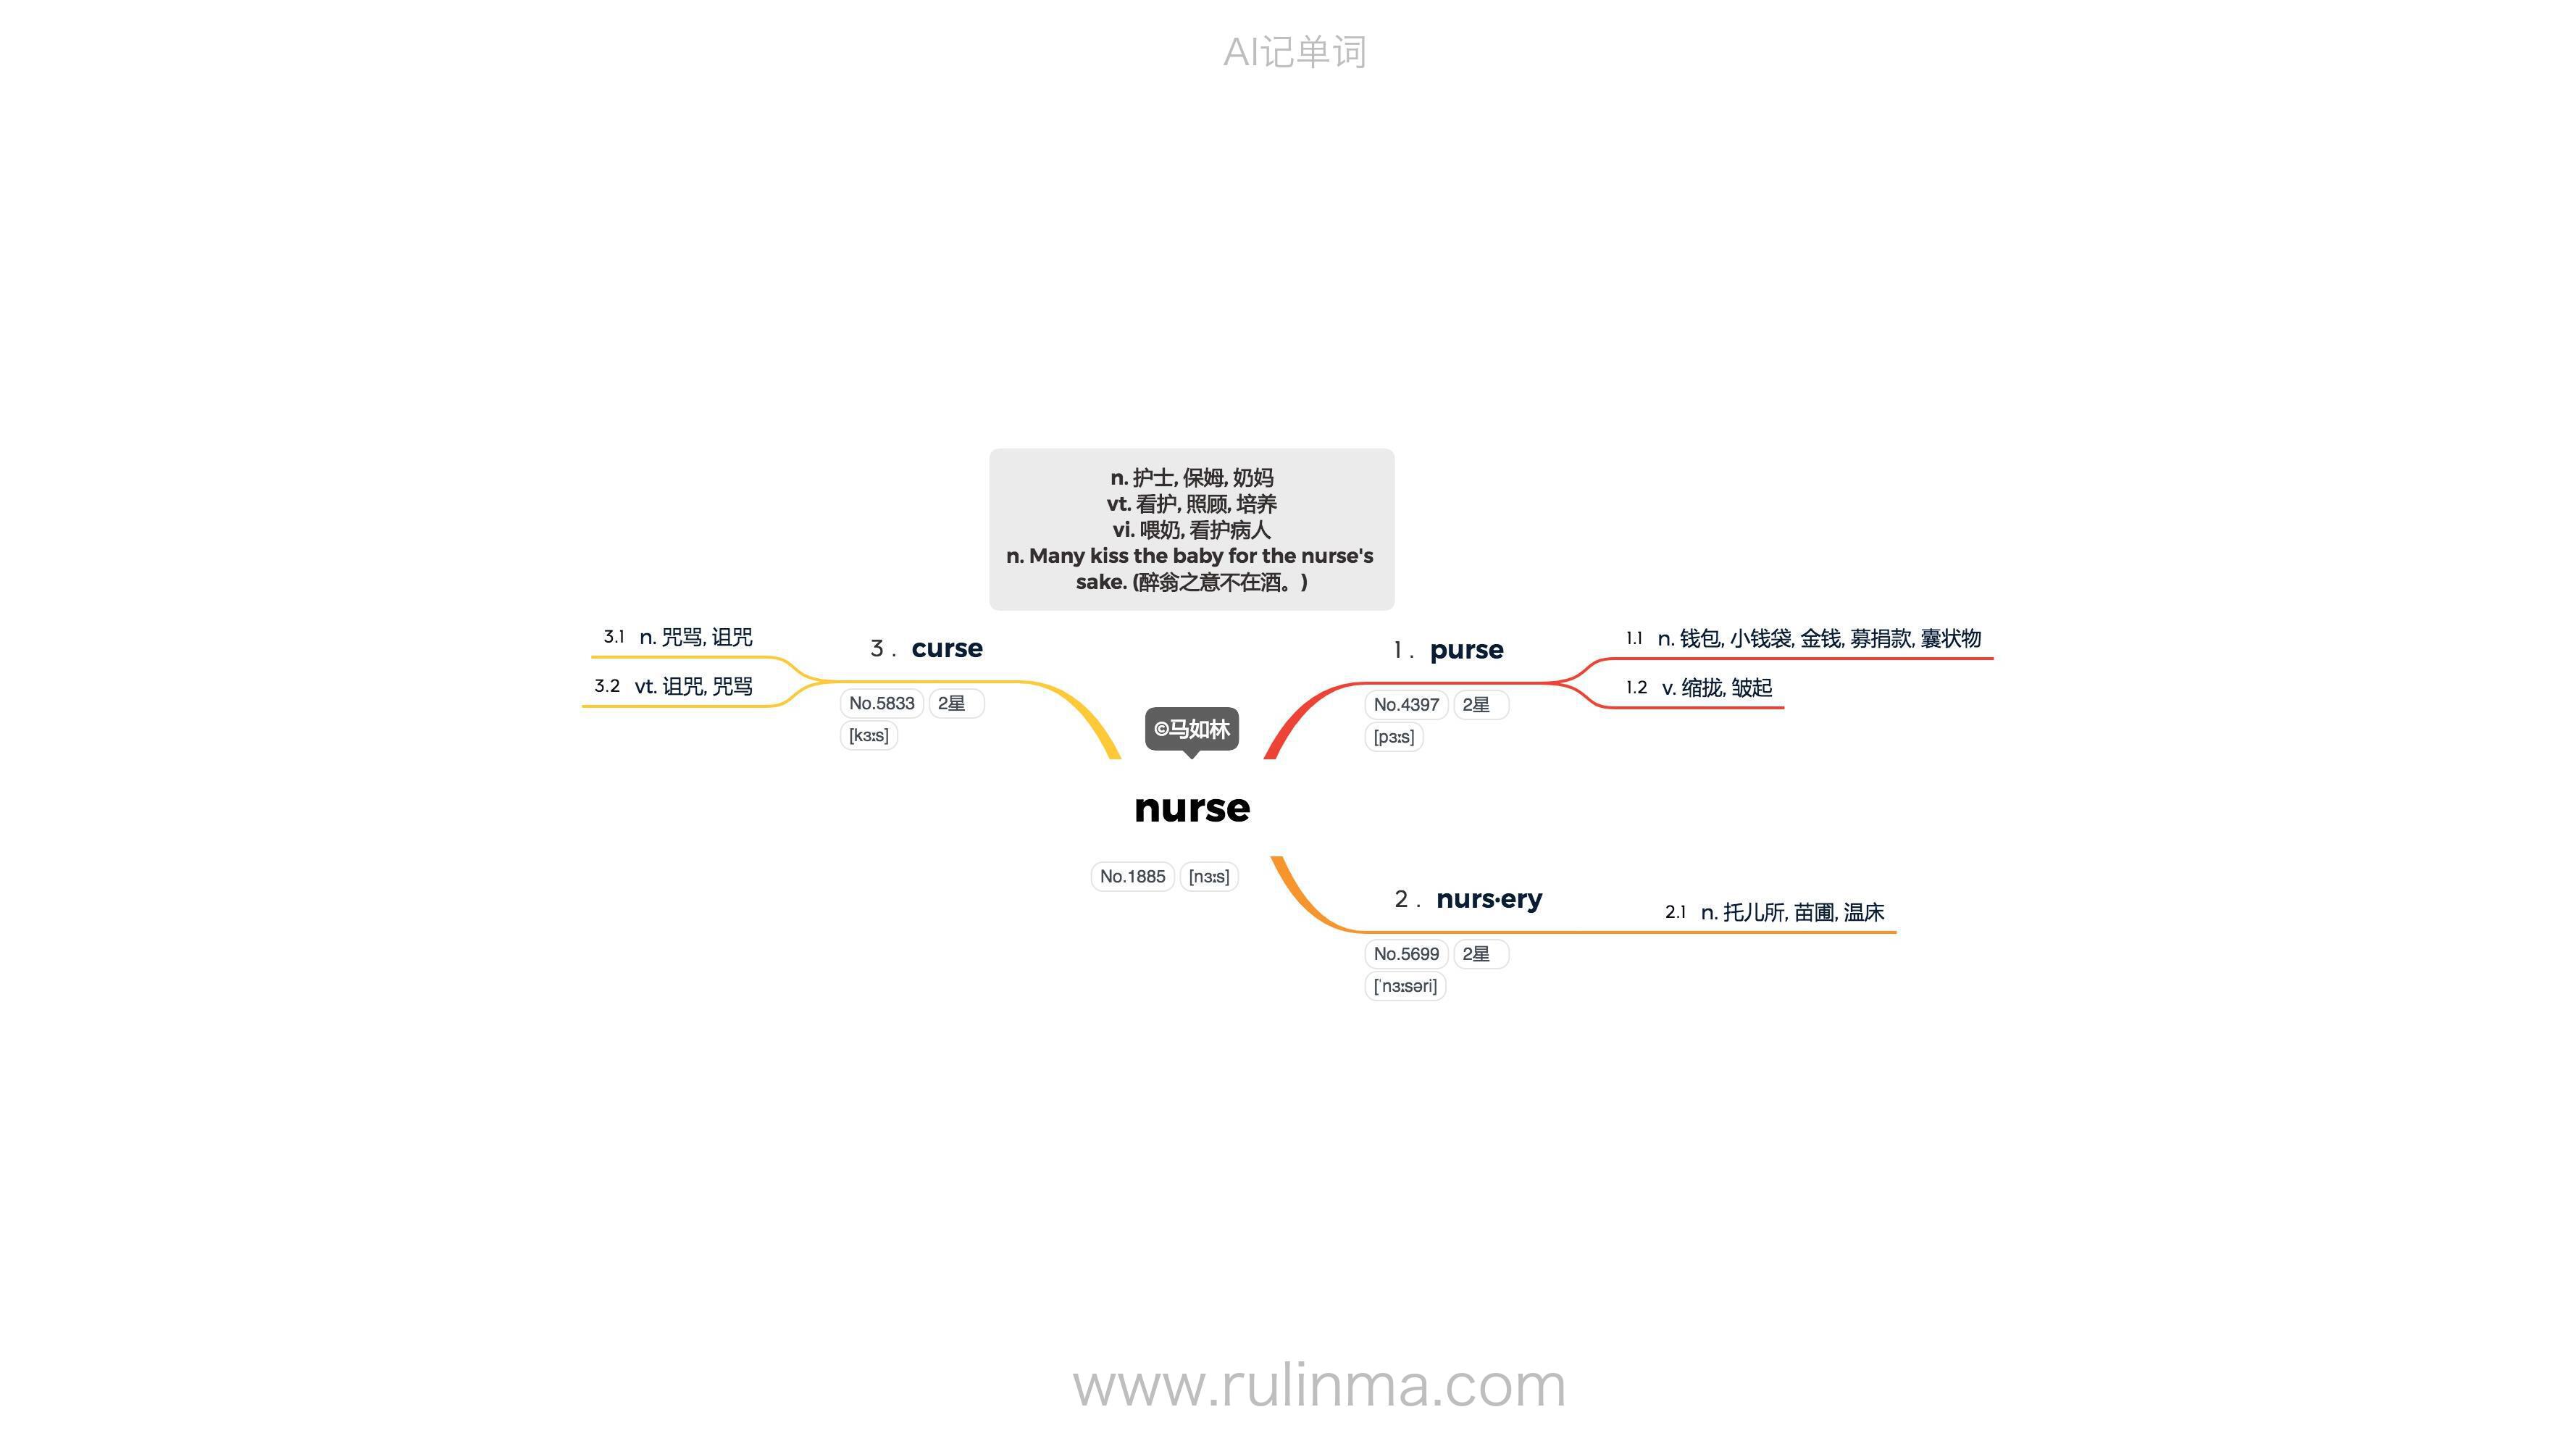 AI记单词
n. 护士, 保姆, 奶妈
vt. 看护, 照顾, 培养
vi. 喂奶, 看护病人
n. Many kiss the baby for the nurse's
sake. (醉翁之意不在酒。)
©马如林
nurse
No.1885 [nɜːs]
1. purse
No.4397 2星
[pɜːs]
1.1 n. 钱包, 小钱袋, 金钱, 募捐款, 囊状物
1.2 v. 缩拢, 皱起
2. nurs·ery
No.5699 2星
[ˈnɜːsəri]
2.1 n. 托儿所, 苗圃, 温床
3. curse
No.5833 2星
[kɜːs]
3.1 n. 咒骂, 诅咒
3.2 vt. 诅咒, 咒骂
www.rulinma.com